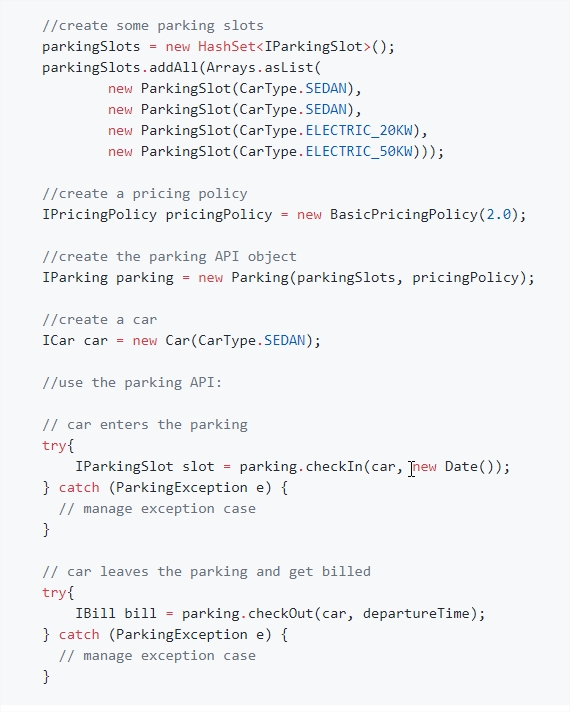 //create some parking slots
parkingSlots = new HashSet<IParkingSlot>();
parkingSlots.addAll(Arrays.asList(
        new ParkingSlot(CarType.SEDAN),
        new ParkingSlot(CarType.SEDAN),
        new ParkingSlot(CarType.ELECTRIC_20KW),
        new ParkingSlot(CarType.ELECTRIC_50KW)));
//create a pricing policy
IPricingPolicy pricingPolicy = new BasicPricingPolicy(2.0);
//create the parking API object
IParking parking = new Parking(parkingSlots, pricingPolicy);
//create a car
ICar car = new Car(CarType.SEDAN);
//use the parking API:
// car enters the parking
try{
    IParkingSlot slot = parking.checkIn(car, new Date());
} catch (ParkingException e) {
  // manage exception case
}
// car leaves the parking and get billed
try{
    IBill bill = parking.checkOut(car, departureTime);
} catch (ParkingException e) {
  // manage exception case
}